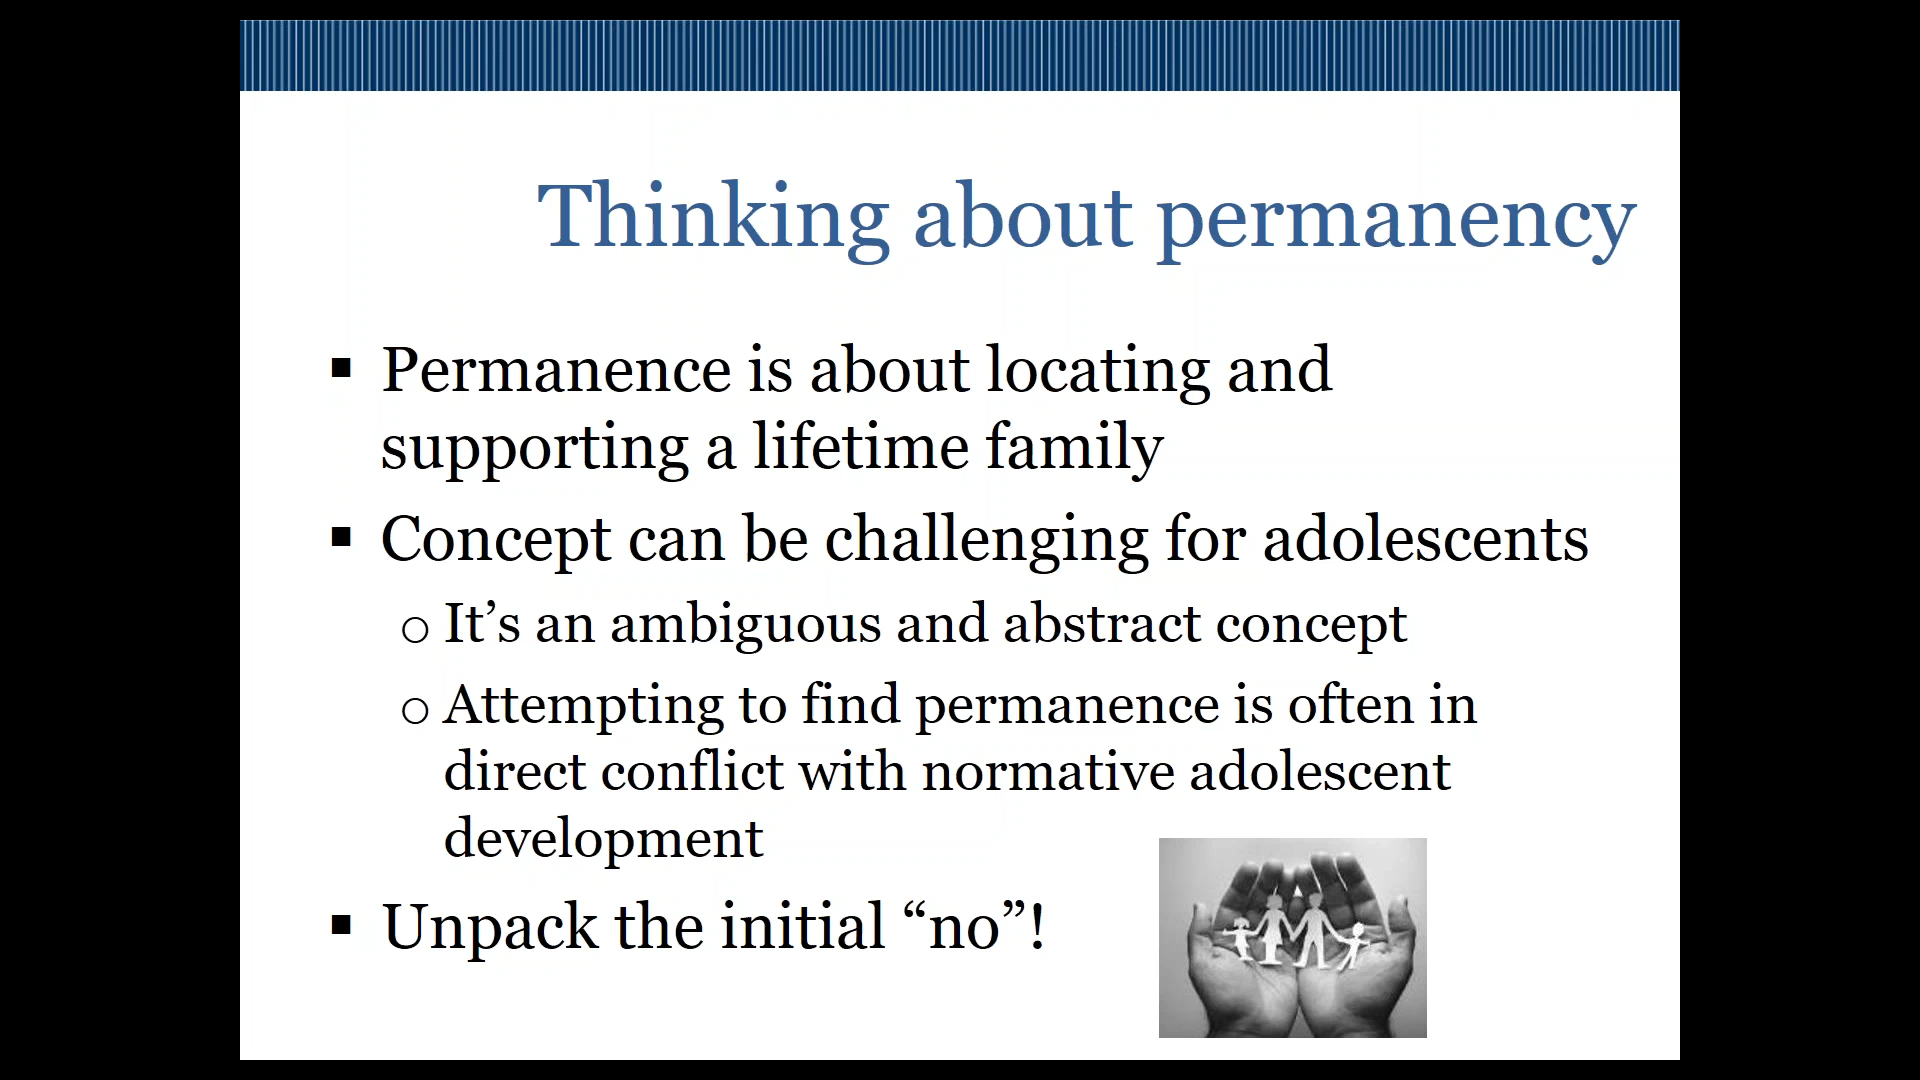 Thinking about permanency
▪ Permanence is about locating and
supporting a lifetime family
▪ Concept can be challenging for adolescents
o It’s an ambiguous and abstract concept
o Attempting to find permanence is often in
direct conflict with normative adolescent
development
▪ Unpack the initial “no”!